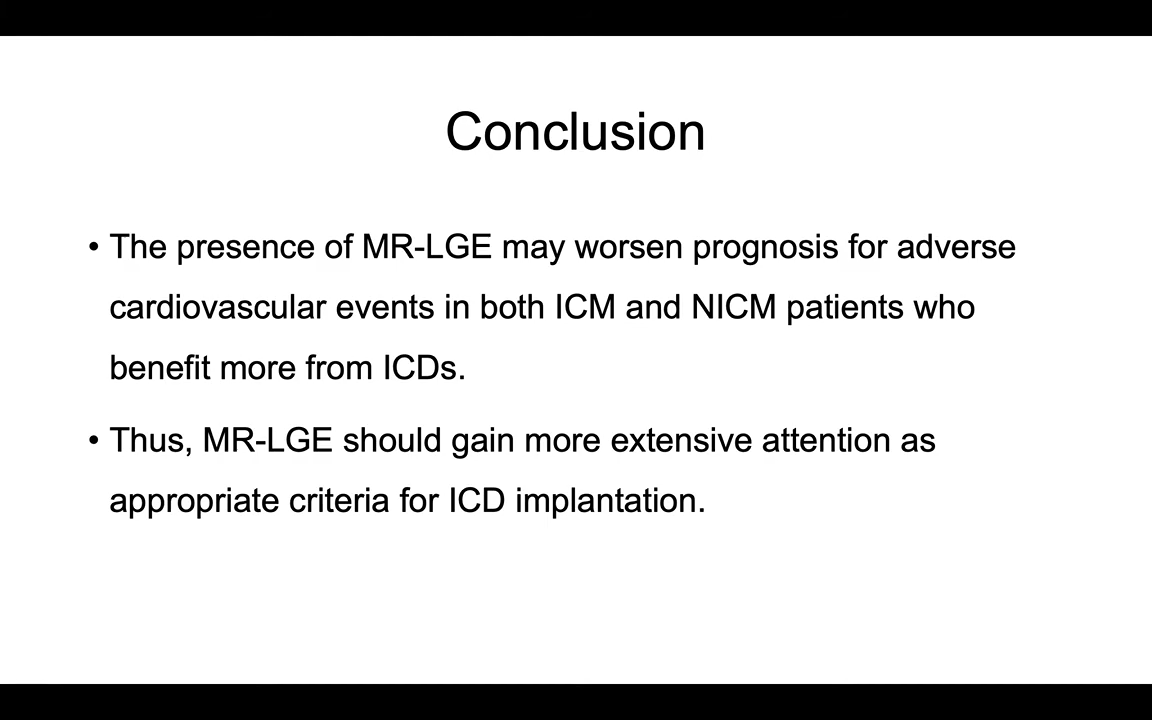 Conclusion
• The presence of MR-LGE may worsen prognosis for adverse
cardiovascular events in both ICM and NICM patients who
benefit more from ICDs.
• Thus, MR-LGE should gain more extensive attention as
appropriate criteria for ICD implantation.